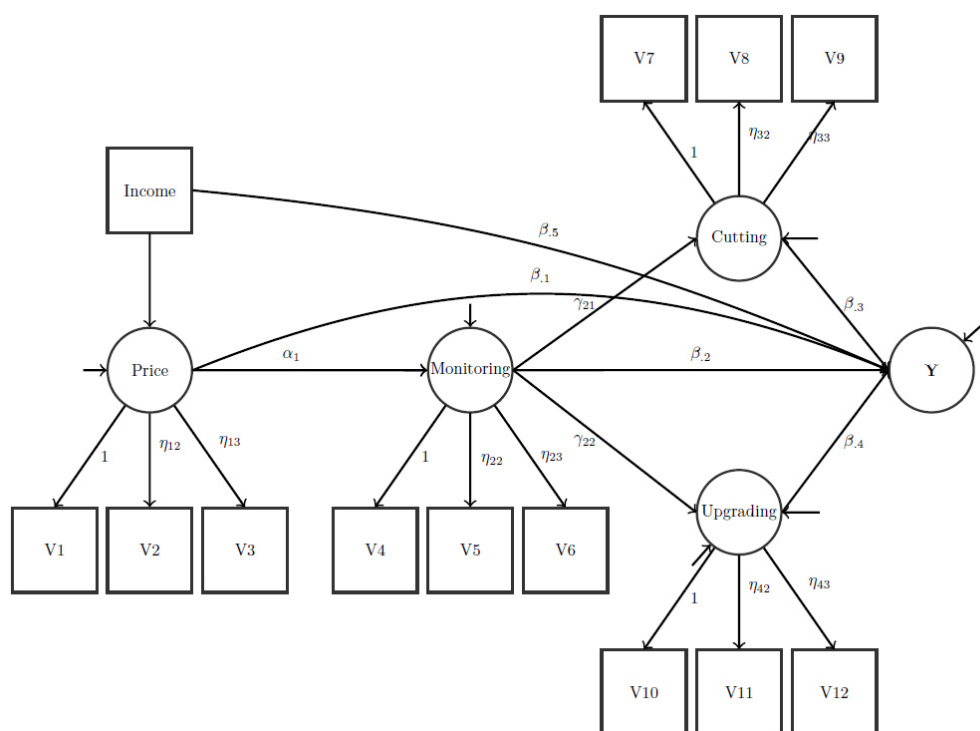 V7 V8 V9
η32
η33
1
Income
Cutting
β.5
β.1
γ21
β.3
α1
β.2
Price
Monitoring
Y
1
η12
η13
1
η22
η23
γ22
β.4
Upgrading
V1 V2 V3
V4 V5 V6
1
η42
η43
V10 V11 V12